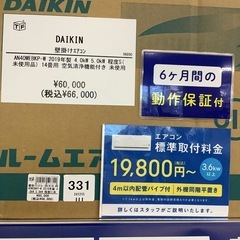 TF
DAIKIN
壁掛けエアコン
AN40WEBKP-W 2019年製 4.0kW 5.0kW 程度S(
未使用品) 14畳用 空気清浄機能付き 未使用
¥60,000
(税込¥66,000)
6ヶ月間の
動作保証付
エアコン
標準取付料金
19,800円〜
3.6kw以上
4m以内配管パイプ付
外機同階平置き
詳しくはスタッフがご説明致します。
ルームエア
331